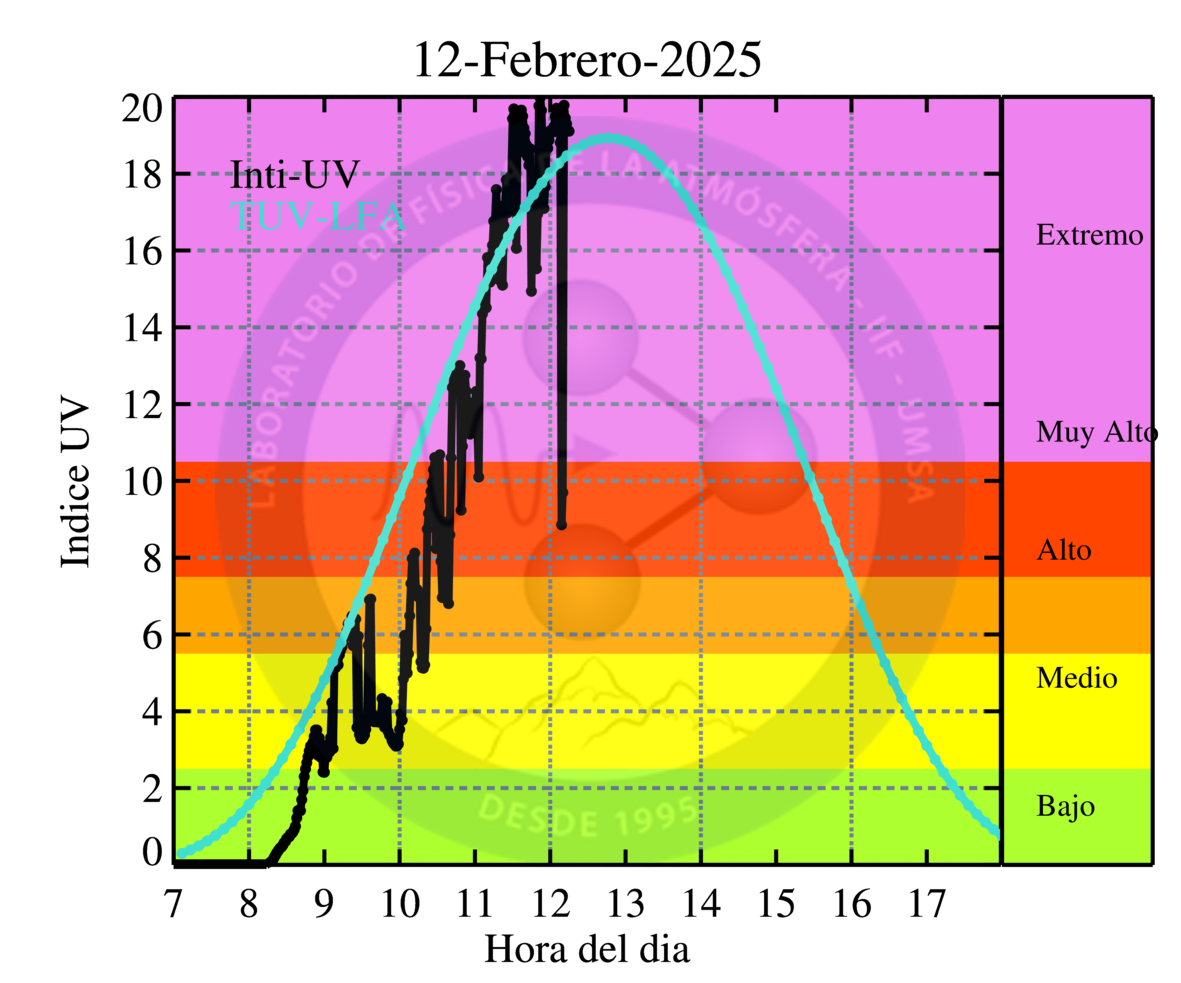 12-Febrero-2025
Inti-UV
TUV-LFA
LABORATORIO DE FÍSICA DE LA ATMÓSFERA - IIF - UMSA
DESDE 1995
Indice UV
20
18
16
14
12
10
8
6
4
2
0
7 8 9 10 11 12 13 14 15 16 17
Hora del dia
Extremo
Muy Alto
Alto
Medio
Bajo